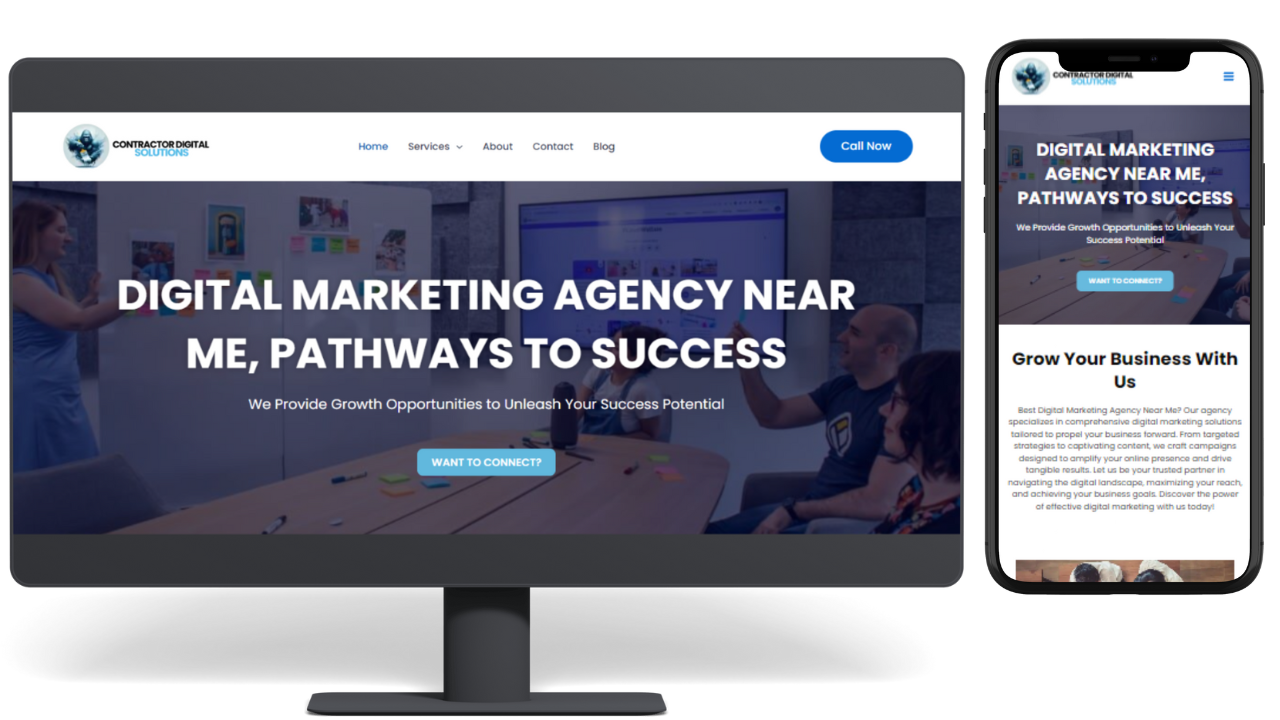 CONTRACTOR DIGITAL
SOLUTIONS
Home Services About Contact Blog
Call Now
DIGITAL MARKETING AGENCY NEAR
ME, PATHWAYS TO SUCCESS
We Provide Growth Opportunities to Unleash Your Success Potential
WANT TO CONNECT?
CONTRACTOR DIGITAL
SOLUTIONS
DIGITAL MARKETING
AGENCY NEAR ME,
PATHWAYS TO SUCCESS
We Provide Growth Opportunities to Unleash Your
Success Potential
WANT TO CONNECT?
Grow Your Business With
Us
Best Digital Marketing Agency Near Me? Our agency
specializes in comprehensive digital marketing solutions
tailored to propel your business forward. From targeted
strategies to captivating content, we craft campaigns
designed to amplify your online presence and drive
tangible results. Let us be your trusted partner in
navigating the digital landscape, maximizing your reach,
and achieving your business goals. Discover the power
of effective digital marketing with us today!